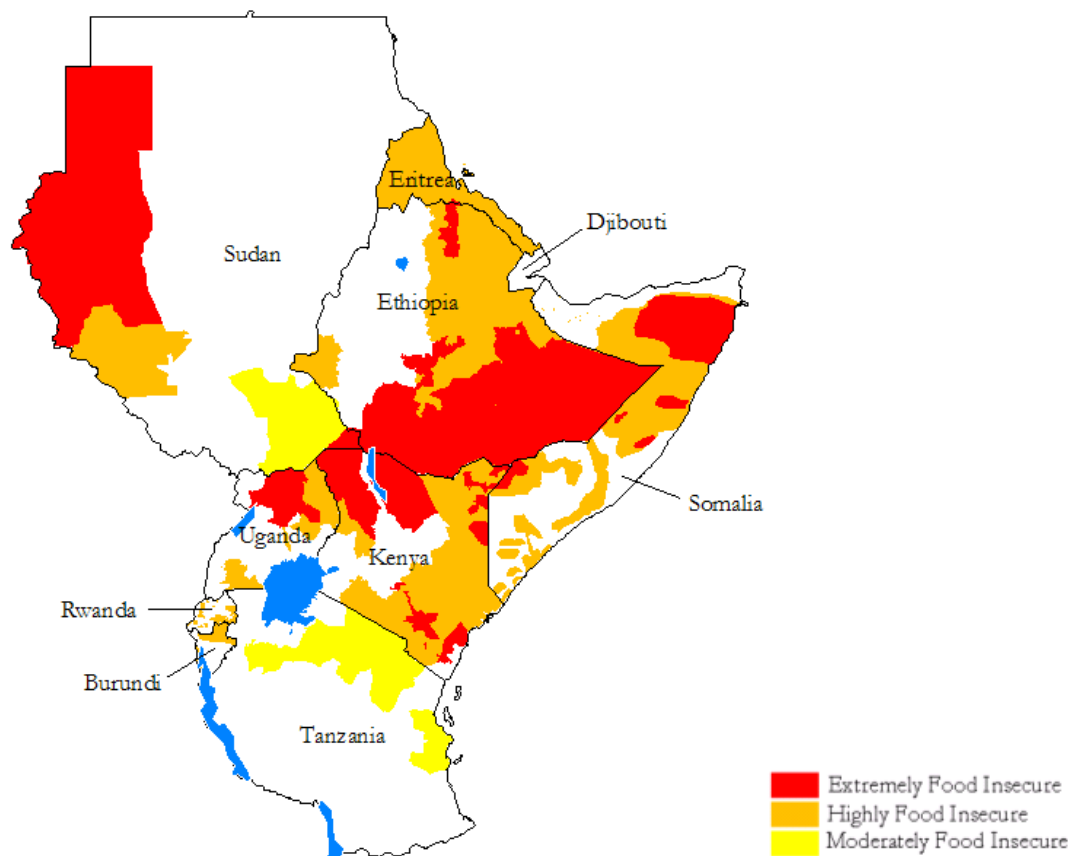 Eritrea
Djibouti
Sudan
Ethiopia
Somalia
Uganda
Kenya
Rwanda
Burundi
Tanzania
Extremely Food Insecure
Highly Food Insecure
Moderately Food Insecure